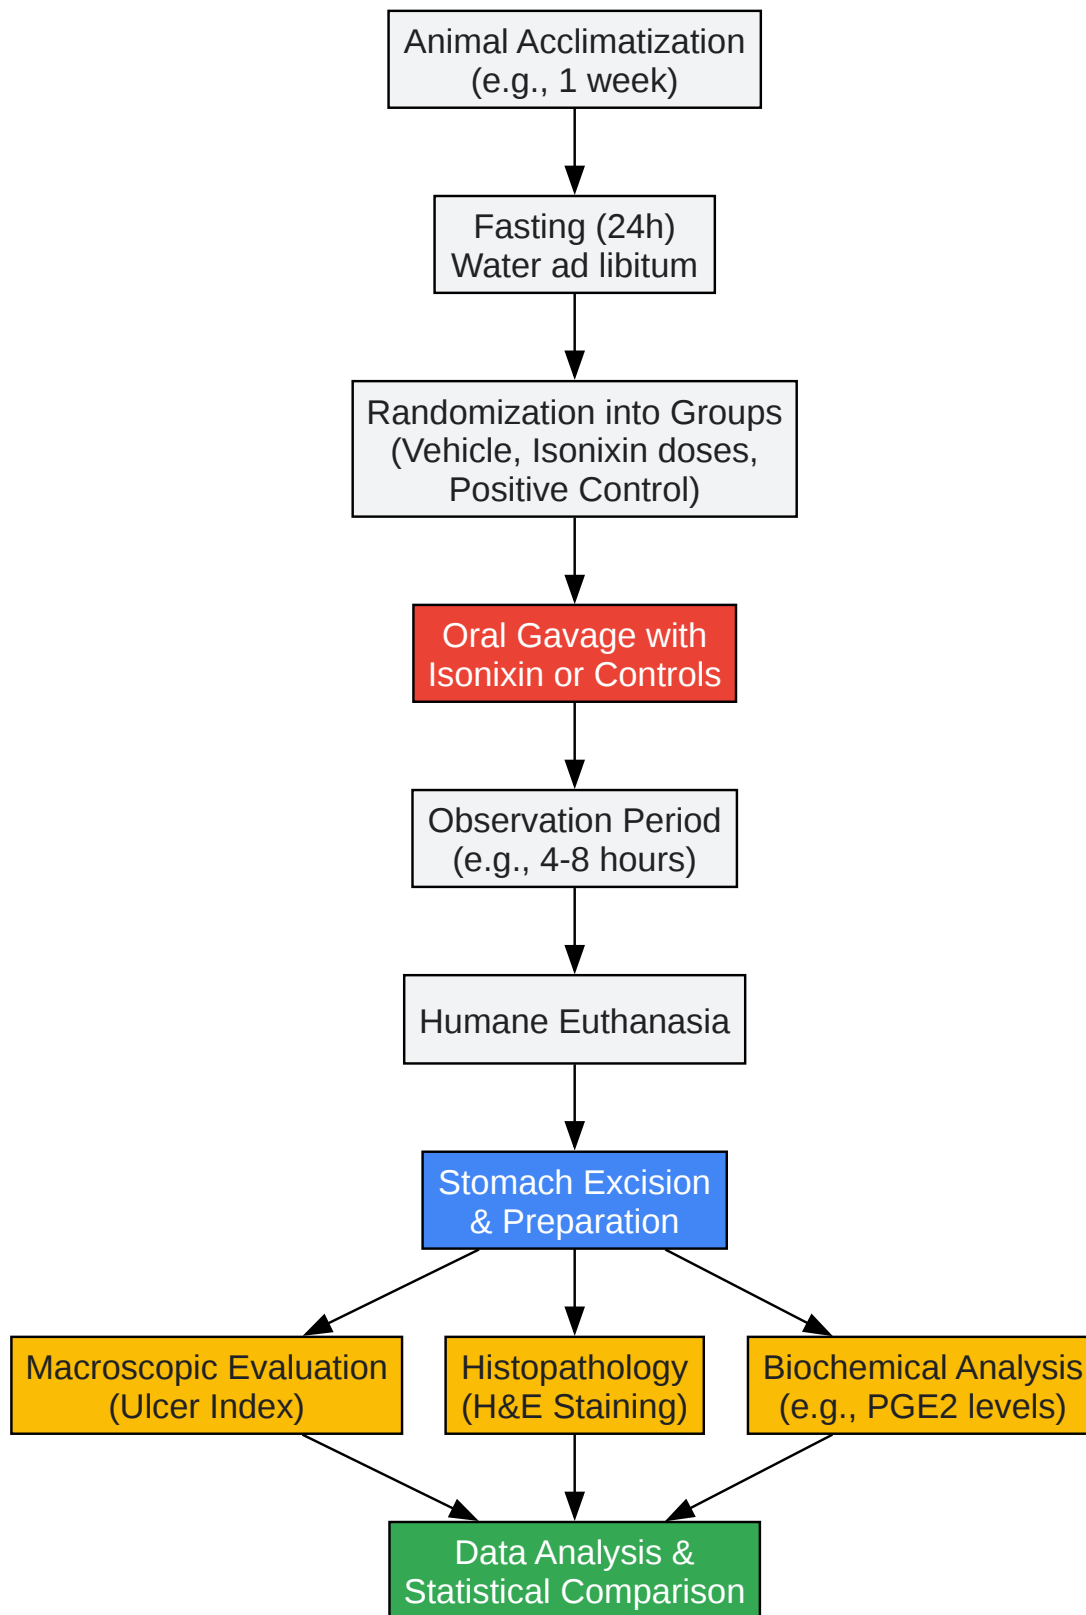 Animal Acclimatization
(e.g., 1 week)
Fasting (24h)
Water ad libitum
Randomization into Groups
(Vehicle, Isonixin doses,
Positive Control)
Oral Gavage with
Isonixin or Controls
Observation Period
(e.g., 4-8 hours)
Humane Euthanasia
Stomach Excision
& Preparation
Macroscopic Evaluation
(Ulcer Index)
Histopathology
(H&E Staining)
Biochemical Analysis
(e.g., PGE2 levels)
Data Analysis &
Statistical Comparison